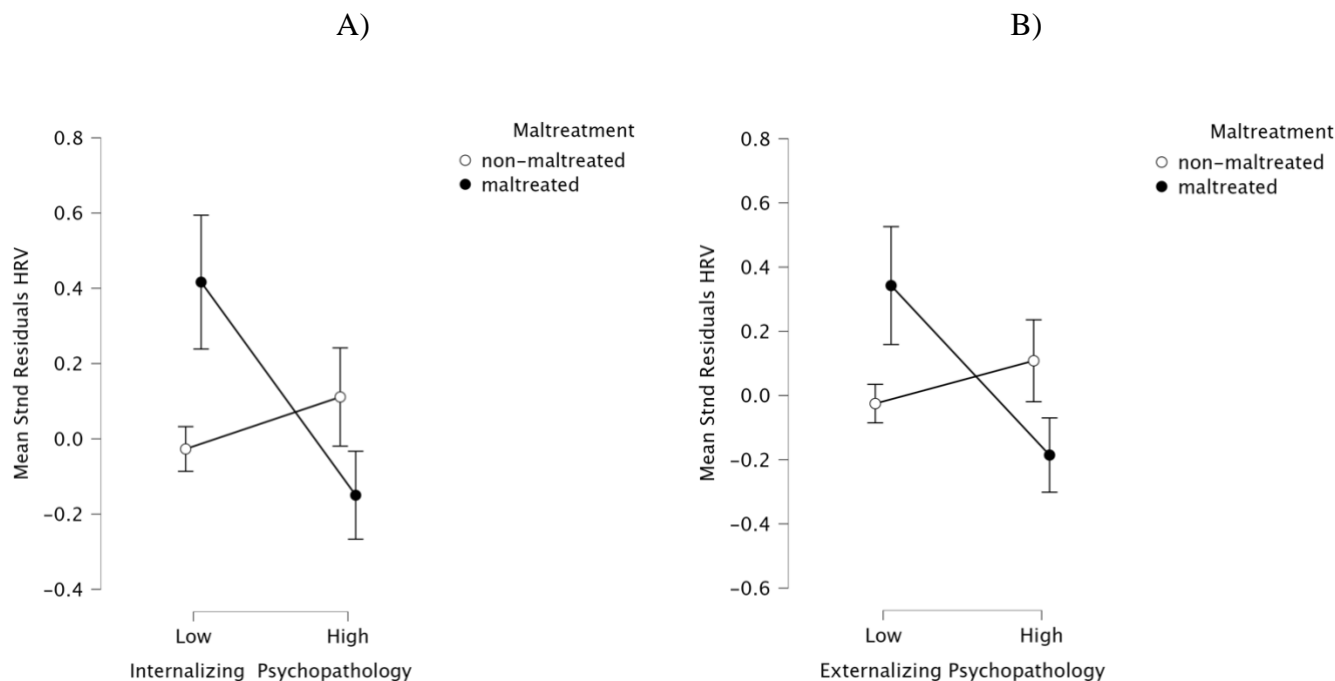 A)
Maltreatment
non-maltreated
maltreated
Mean Stnd Residuals HRV
0.8
0.6
0.4
0.2
0.0
−0.2
−0.4
Low
High
Internalizing Psychopathology
B)
Maltreatment
non-maltreated
maltreated
Mean Stnd Residuals HRV
0.8
0.6
0.4
0.2
0.0
−0.2
−0.4
−0.6
Low
High
Externalizing Psychopathology